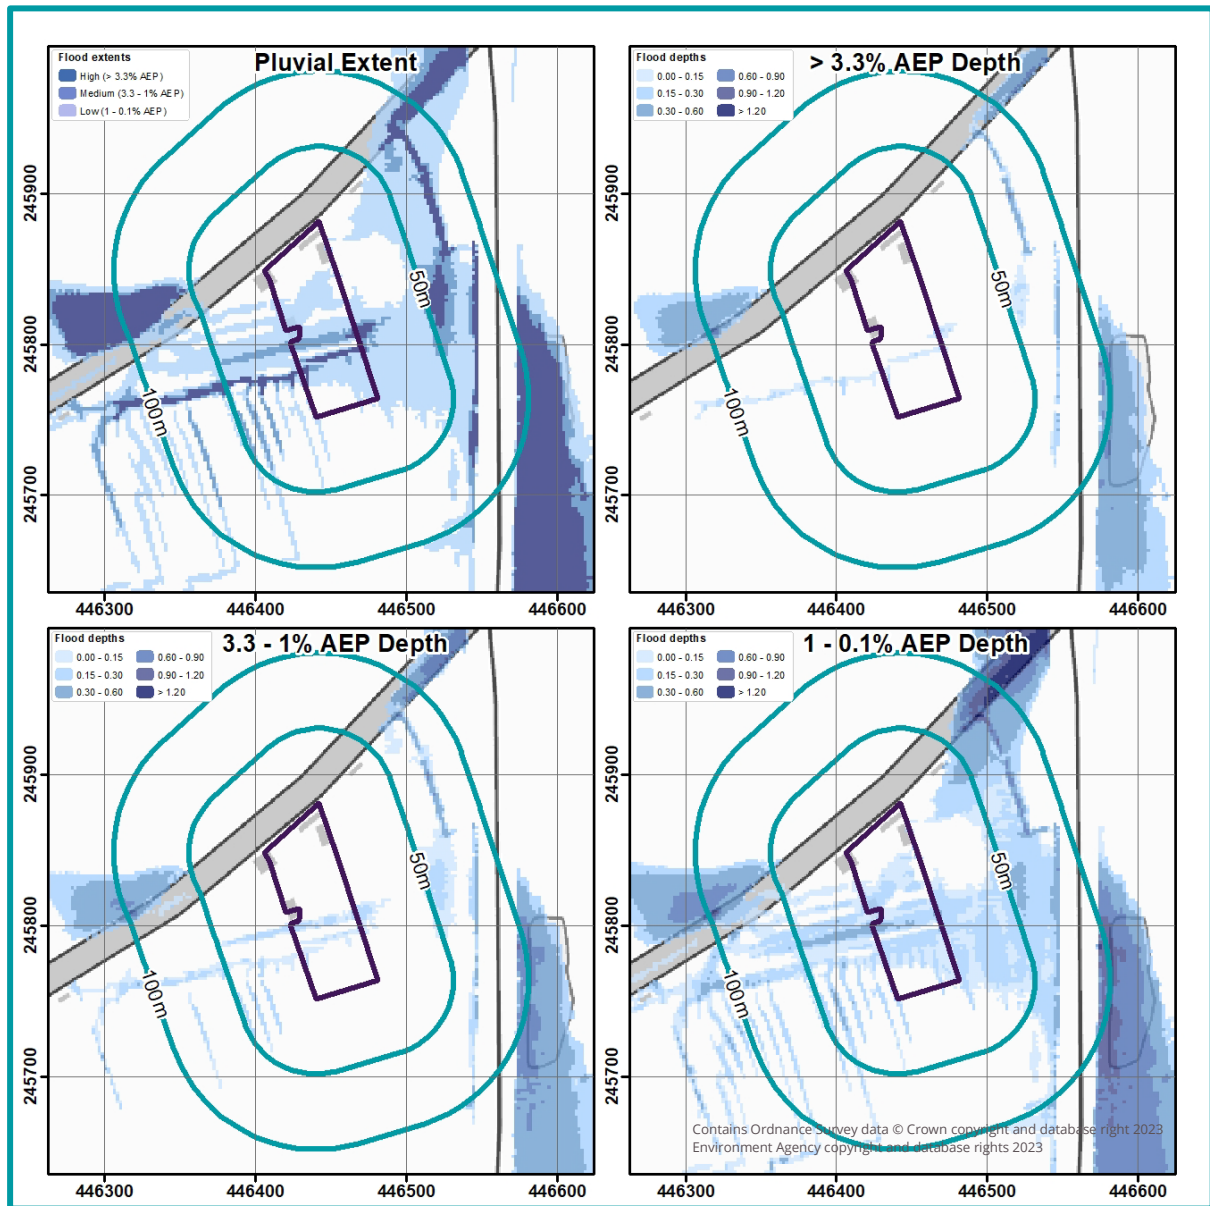 Pluvial Extent
Flood extents
High (> 3.3% AEP)
Medium (3.3 - 1% AEP)
Low (1 - 0.1% AEP)
245900
245800
245700
50m
100m
446300 446400 446500 446600
> 3.3% AEP Depth
Flood depths
0.00 - 0.15 0.60 - 0.90
0.15 - 0.30 0.90 - 1.20
0.30 - 0.60 > 1.20
245900
245800
245700
50m
100m
446300 446400 446500 446600
3.3 - 1% AEP Depth
Flood depths
0.00 - 0.15 0.60 - 0.90
0.15 - 0.30 0.90 - 1.20
0.30 - 0.60 > 1.20
245900
245800
245700
50m
100m
446300 446400 446500 446600
1 - 0.1% AEP Depth
Flood depths
0.00 - 0.15 0.60 - 0.90
0.15 - 0.30 0.90 - 1.20
0.30 - 0.60 > 1.20
245900
245800
245700
50m
100m
Contains Ordnance Survey data © Crown copyright and database right 2023
Environment Agency copyright and database rights 2023
446300 446400 446500 446600